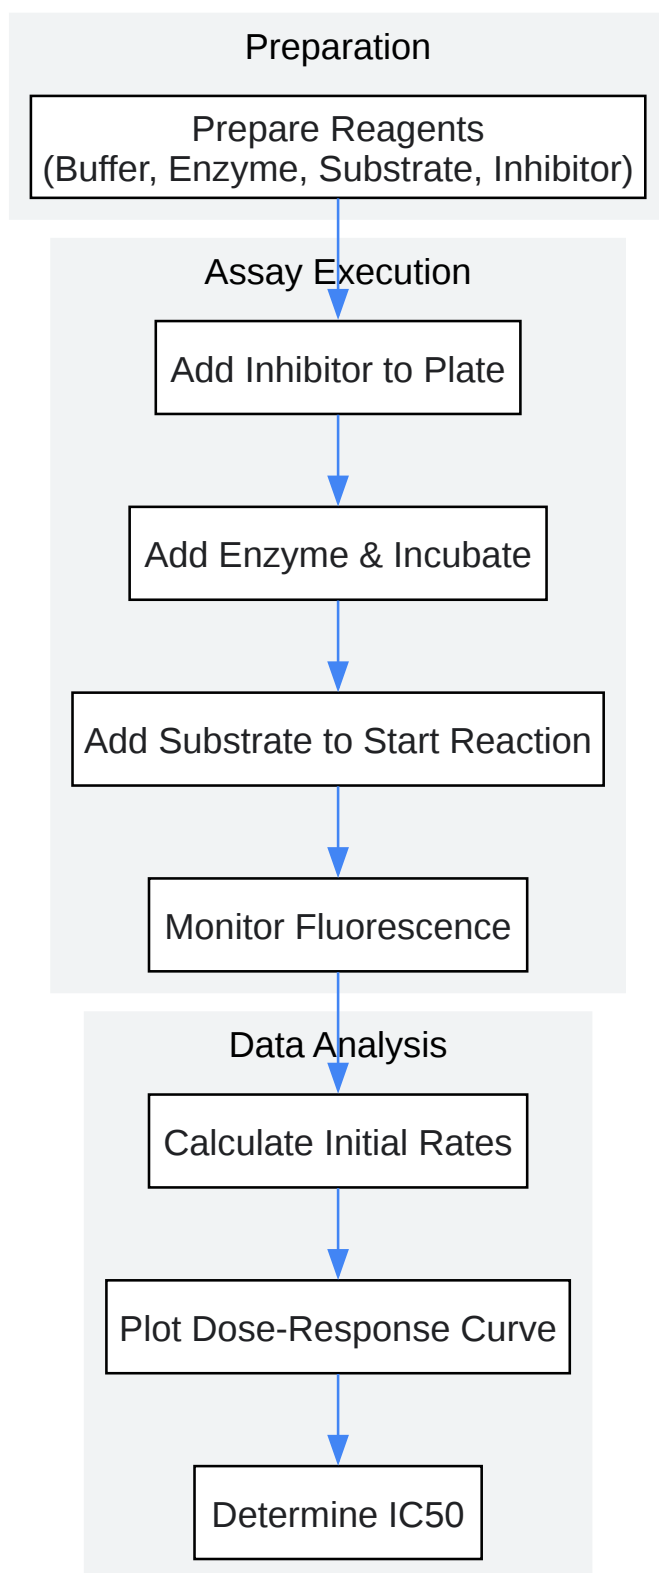 Preparation
Prepare Reagents
(Buffer, Enzyme, Substrate, Inhibitor)
Assay Execution
Add Inhibitor to Plate
Add Enzyme & Incubate
Add Substrate to Start Reaction
Monitor Fluorescence
Data Analysis
Calculate Initial Rates
Plot Dose-Response Curve
Determine IC50